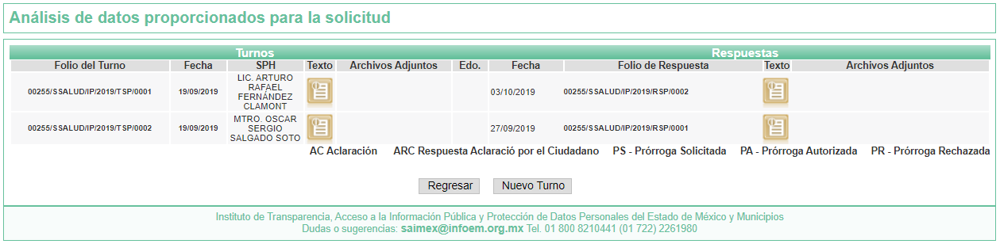 Análisis de datos proporcionados para la solicitud
Turnos Respuestas
Folio del Turno Fecha SPH Texto Archivos Adjuntos Edo. Fecha Folio de Respuesta Texto Archivos Adjuntos
00255/SSALUD/IP/2019/TSP/0001 19/09/2019 LIC. ARTURO
RAFAEL
FERNÁNDEZ
CLAMONT 03/10/2019 00255/SSALUD/IP/2019/RSP/0002
00255/SSALUD/IP/2019/TSP/0002 19/09/2019 MTRO. OSCAR
SERGIO
SALGADO SOTO 27/09/2019 00255/SSALUD/IP/2019/RSP/0001
AC Aclaración ARC Respuesta Aclaració por el Ciudadano PS - Prórroga Solicitada PA - Prórroga Autorizada PR - Prórroga Rechazada
Regresar Nuevo Turno
Instituto de Transparencia, Acceso a la Información Pública y Protección de Datos Personales del Estado de México y Municipios
Dudas o sugerencias: saimex@infoem.org.mx Tel. 01 800 8210441 (01 722) 2261980